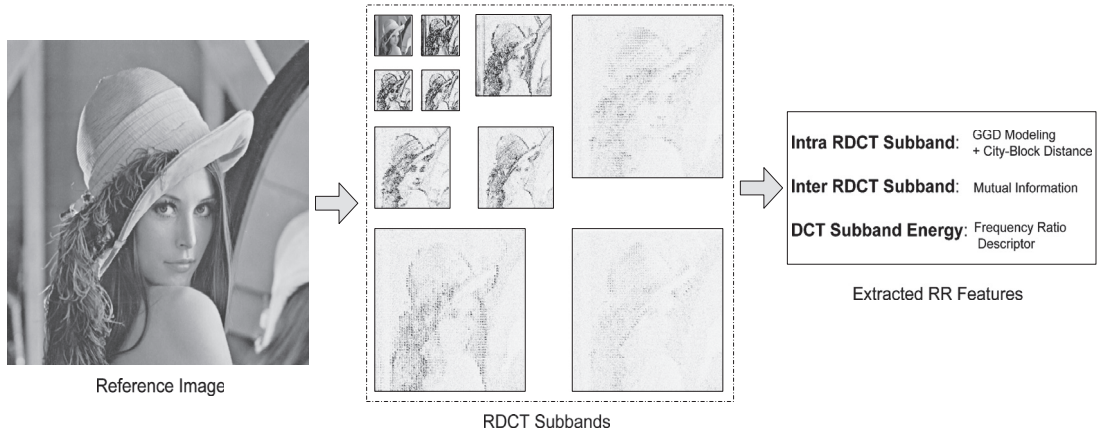 Reference Image
RDCT Subbands
Intra RDCT Subband: GGD Modeling
+ City-Block Distance
Inter RDCT Subband: Mutual Information
DCT Subband Energy: Frequency Ratio
Descriptor
Extracted RR Features